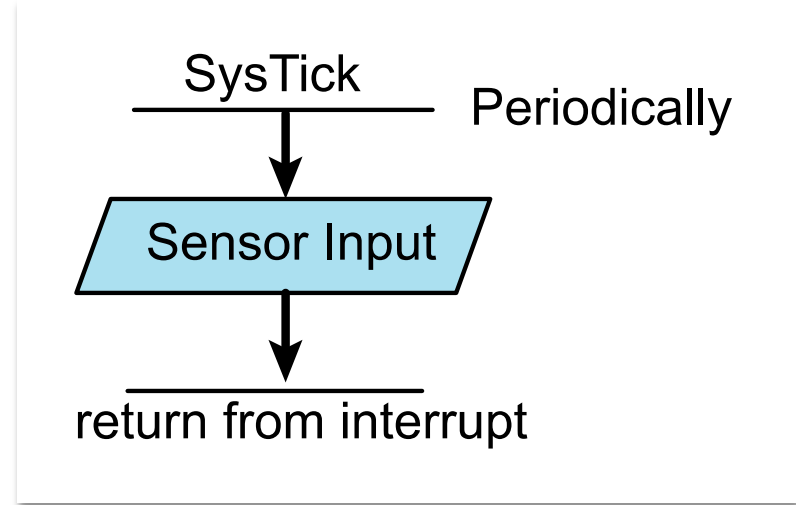 SysTick
Periodically
Sensor Input
return from interrupt